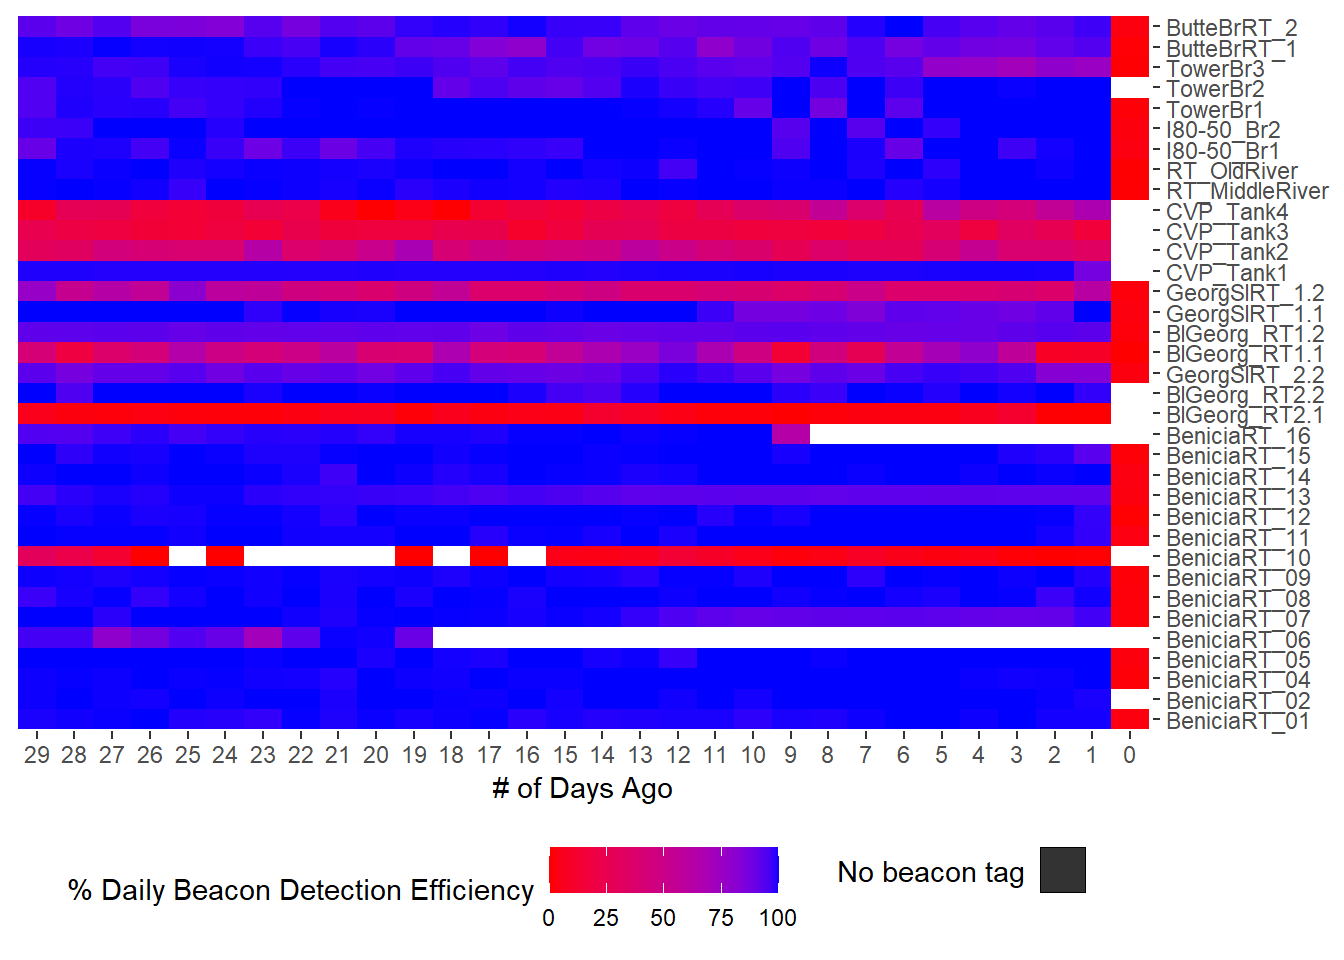 ButteBrRT_2
ButteBrRT_1
TowerBr3
TowerBr2
TowerBr1
I80-50_Br2
I80-50_Br1
RT_OldRiver
RT_MiddleRiver
CVP_Tank4
CVP_Tank3
CVP_Tank2
CVP_Tank1
GeorgSlRT_1.2
GeorgSlRT_1.1
BlGeorg_RT1.2
BlGeorg_RT1.1
GeorgSlRT_2.2
BlGeorg_RT2.2
BlGeorg_RT2.1
BeniciaRT_16
BeniciaRT_15
BeniciaRT_14
BeniciaRT_13
BeniciaRT_12
BeniciaRT_11
BeniciaRT_10
BeniciaRT_09
BeniciaRT_08
BeniciaRT_07
BeniciaRT_06
BeniciaRT_05
BeniciaRT_04
BeniciaRT_02
BeniciaRT_01
29 28 27 26 25 24 23 22 21 20 19 18 17 16 15 14 13 12 11 10 9 8 7 6 5 4 3 2 1 0
# of Days Ago
% Daily Beacon Detection Efficiency
0 25 50 75 100
No beacon tag